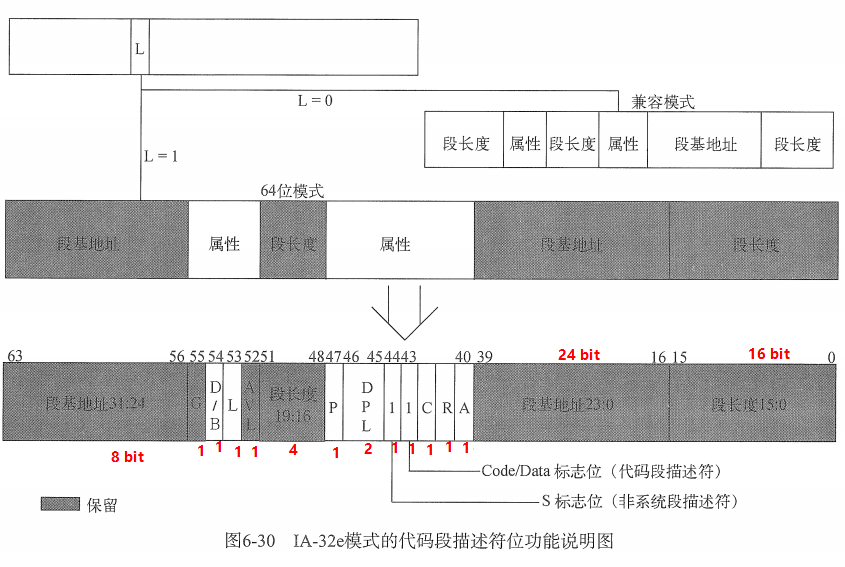 L
L = 0
兼容模式
段长度 属性 段长度 属性 段基地址 段长度
L = 1
64位模式
段基地址 属性 段长度 属性 段基地址 段长度
63 56 55 54 53 52 51 48 47 46 45 44 43 40 39 24 bit 16 15 16 bit 0
段基地址31:24 G D/B L AVL 段长度19:16 P DPL 1 1 C R A 段基地址23:0 段长度15:0
8 bit 1 1 1 1 4 1 2 1 1 1 1 1
Code/Data 标志位（代码段描述符）
S 标志位（非系统段描述符）
保留
图6-30 IA-32e模式的代码段描述符位功能说明图